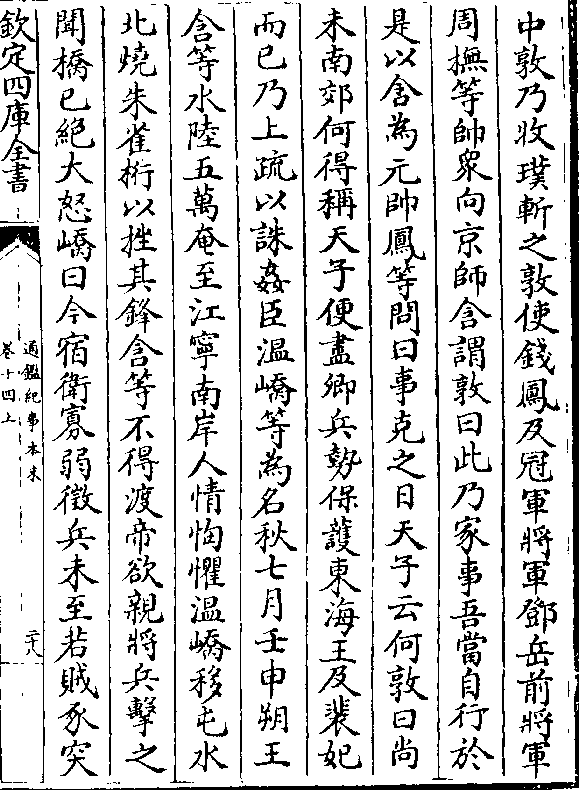 中敦乃收璞斬之敦使錢鳳及冠軍將軍鄧岳前將軍
周撫等帥衆向京師含謂敦曰此乃家事吾當自行於
是以含為元帥鳳等問曰事克之日天子云何敦曰尚
未南郊何得稱天子便盡卿兵勢保護東海王及裴妃
而已乃上疏以誅姦臣温嶠等為名秋七月壬申朔王
含等水陸五萬奄至江寧南岸人情恟懼温嶠移屯水
北燒朱雀桁以挫其鋒含等不得渡帝欲親將兵擊之
聞橋已絶大怒嶠曰今宿衛寡弱徵兵未至若賊豕突
欽定四庫全書
通鑑紀事本末
卷十四上
二十八